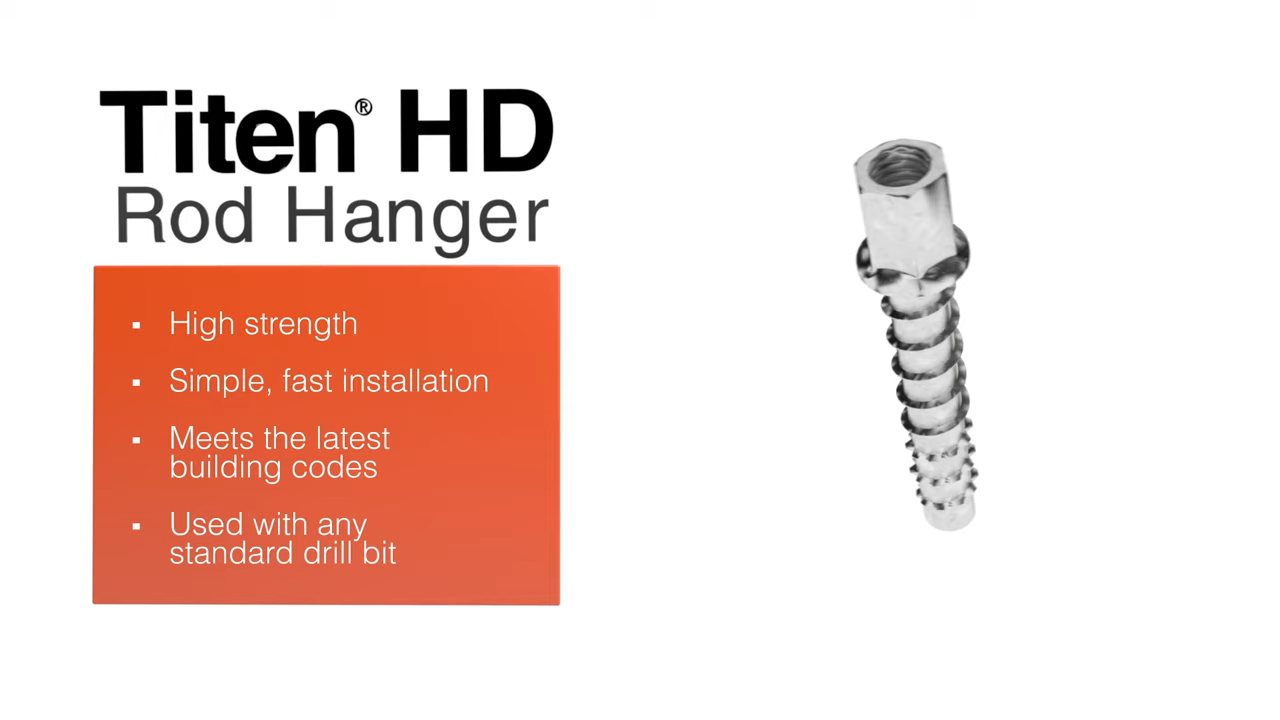 Titen® HD
Rod Hanger
▪ High strength
▪ Simple, fast installation
▪ Meets the latest
building codes
▪ Used with any
standard drill bit